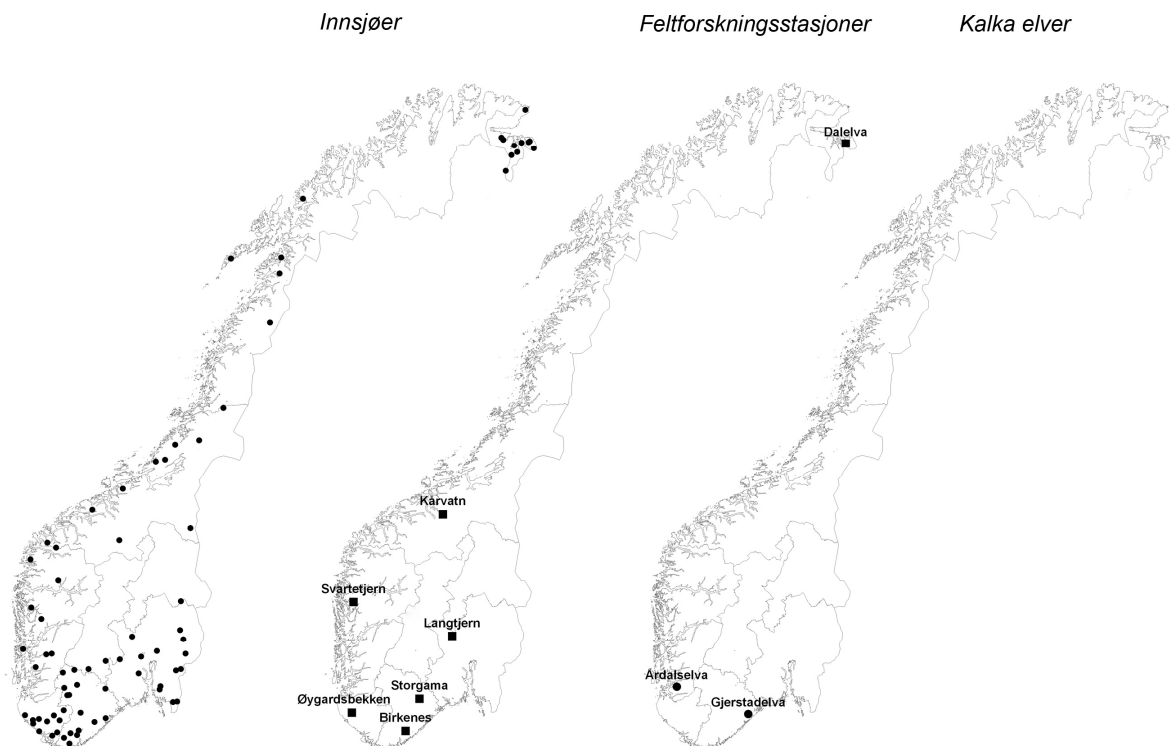 Innsjøer
Feltforskningsstasjoner
Kalka elver
Dalelva
Kårvatn
Svartetjern
Langtjern
Storgama
Øygardsbekken
Birkenes
Årdalselva
Gjerstadelva